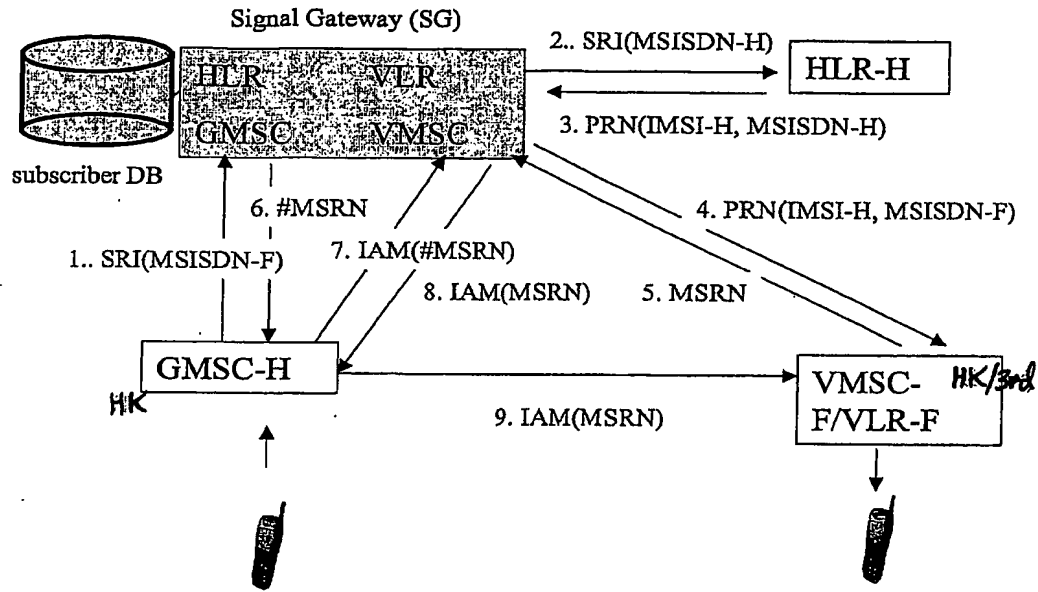 Signal Gateway (SG)
HLR VLR
GMSC VMSC
subscriber DB
2.. SRI(MSISDN-H)
HLR-H
3. PRN(IMSI-H, MSISDN-H)
6. #MSRN
4. PRN(IMSI-H, MSISDN-F)
1.. SRI(MSISDN-F)
7. IAM(#MSRN)
8. IAM(MSRN)
5. MSRN
GMSC-H
HK
VMSC-
F/VLR-F
HK/3rd
9. IAM(MSRN)